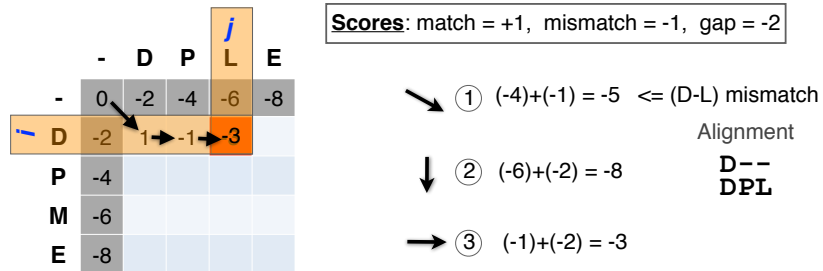 Scores: match = +1, mismatch = -1, gap = -2
j
- D P L E
- 0 -2 -4 -6 -8
i D -2 1 -1 -3
P -4
M -6
E -8
1 (-4)+(-1) = -5 <= (D-L) mismatch
Alignment
D--
DPL
2 (-6)+(-2) = -8
3 (-1)+(-2) = -3